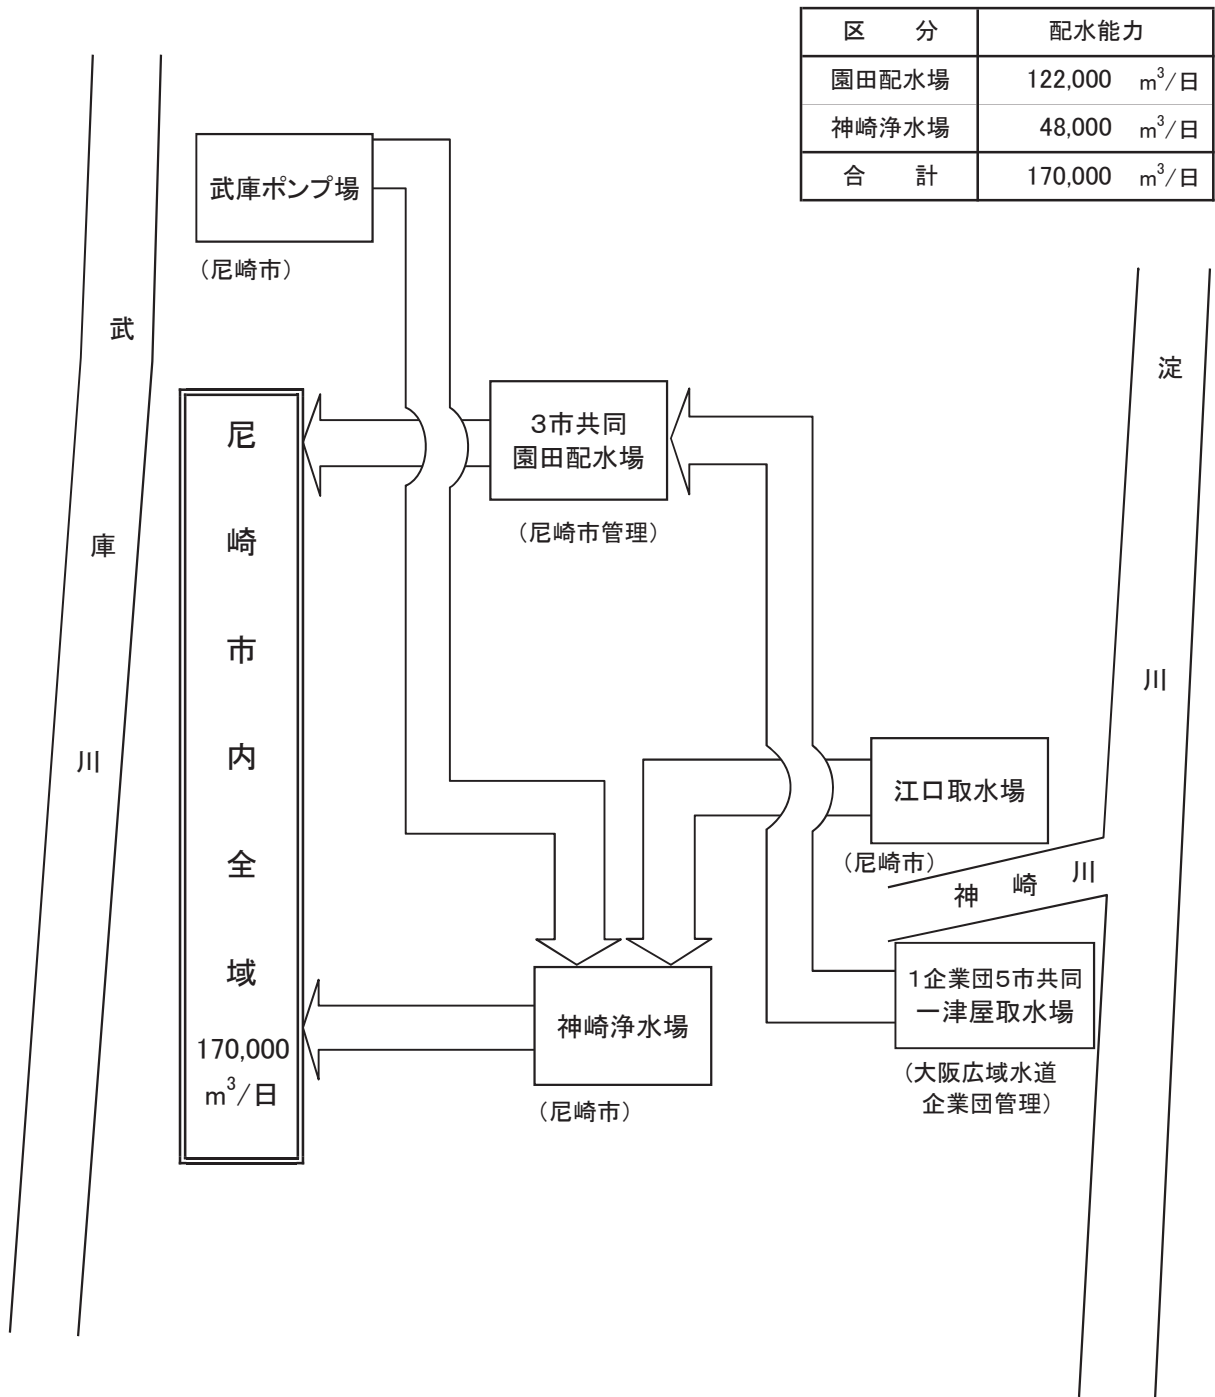 区　分　配水能力
園田配水場　122,000　m³/日
神崎浄水場　48,000　m³/日
合　計　170,000　m³/日
武庫ポンプ場
（尼崎市）
武庫川
淀川
3市共同
園田配水場
（尼崎市管理）
尼崎市内全域
170,000
m³/日
江口取水場
（尼崎市）
神崎川
1企業団5市共同
一津屋取水場
（大阪広域水道
企業団管理）
神崎浄水場
（尼崎市）